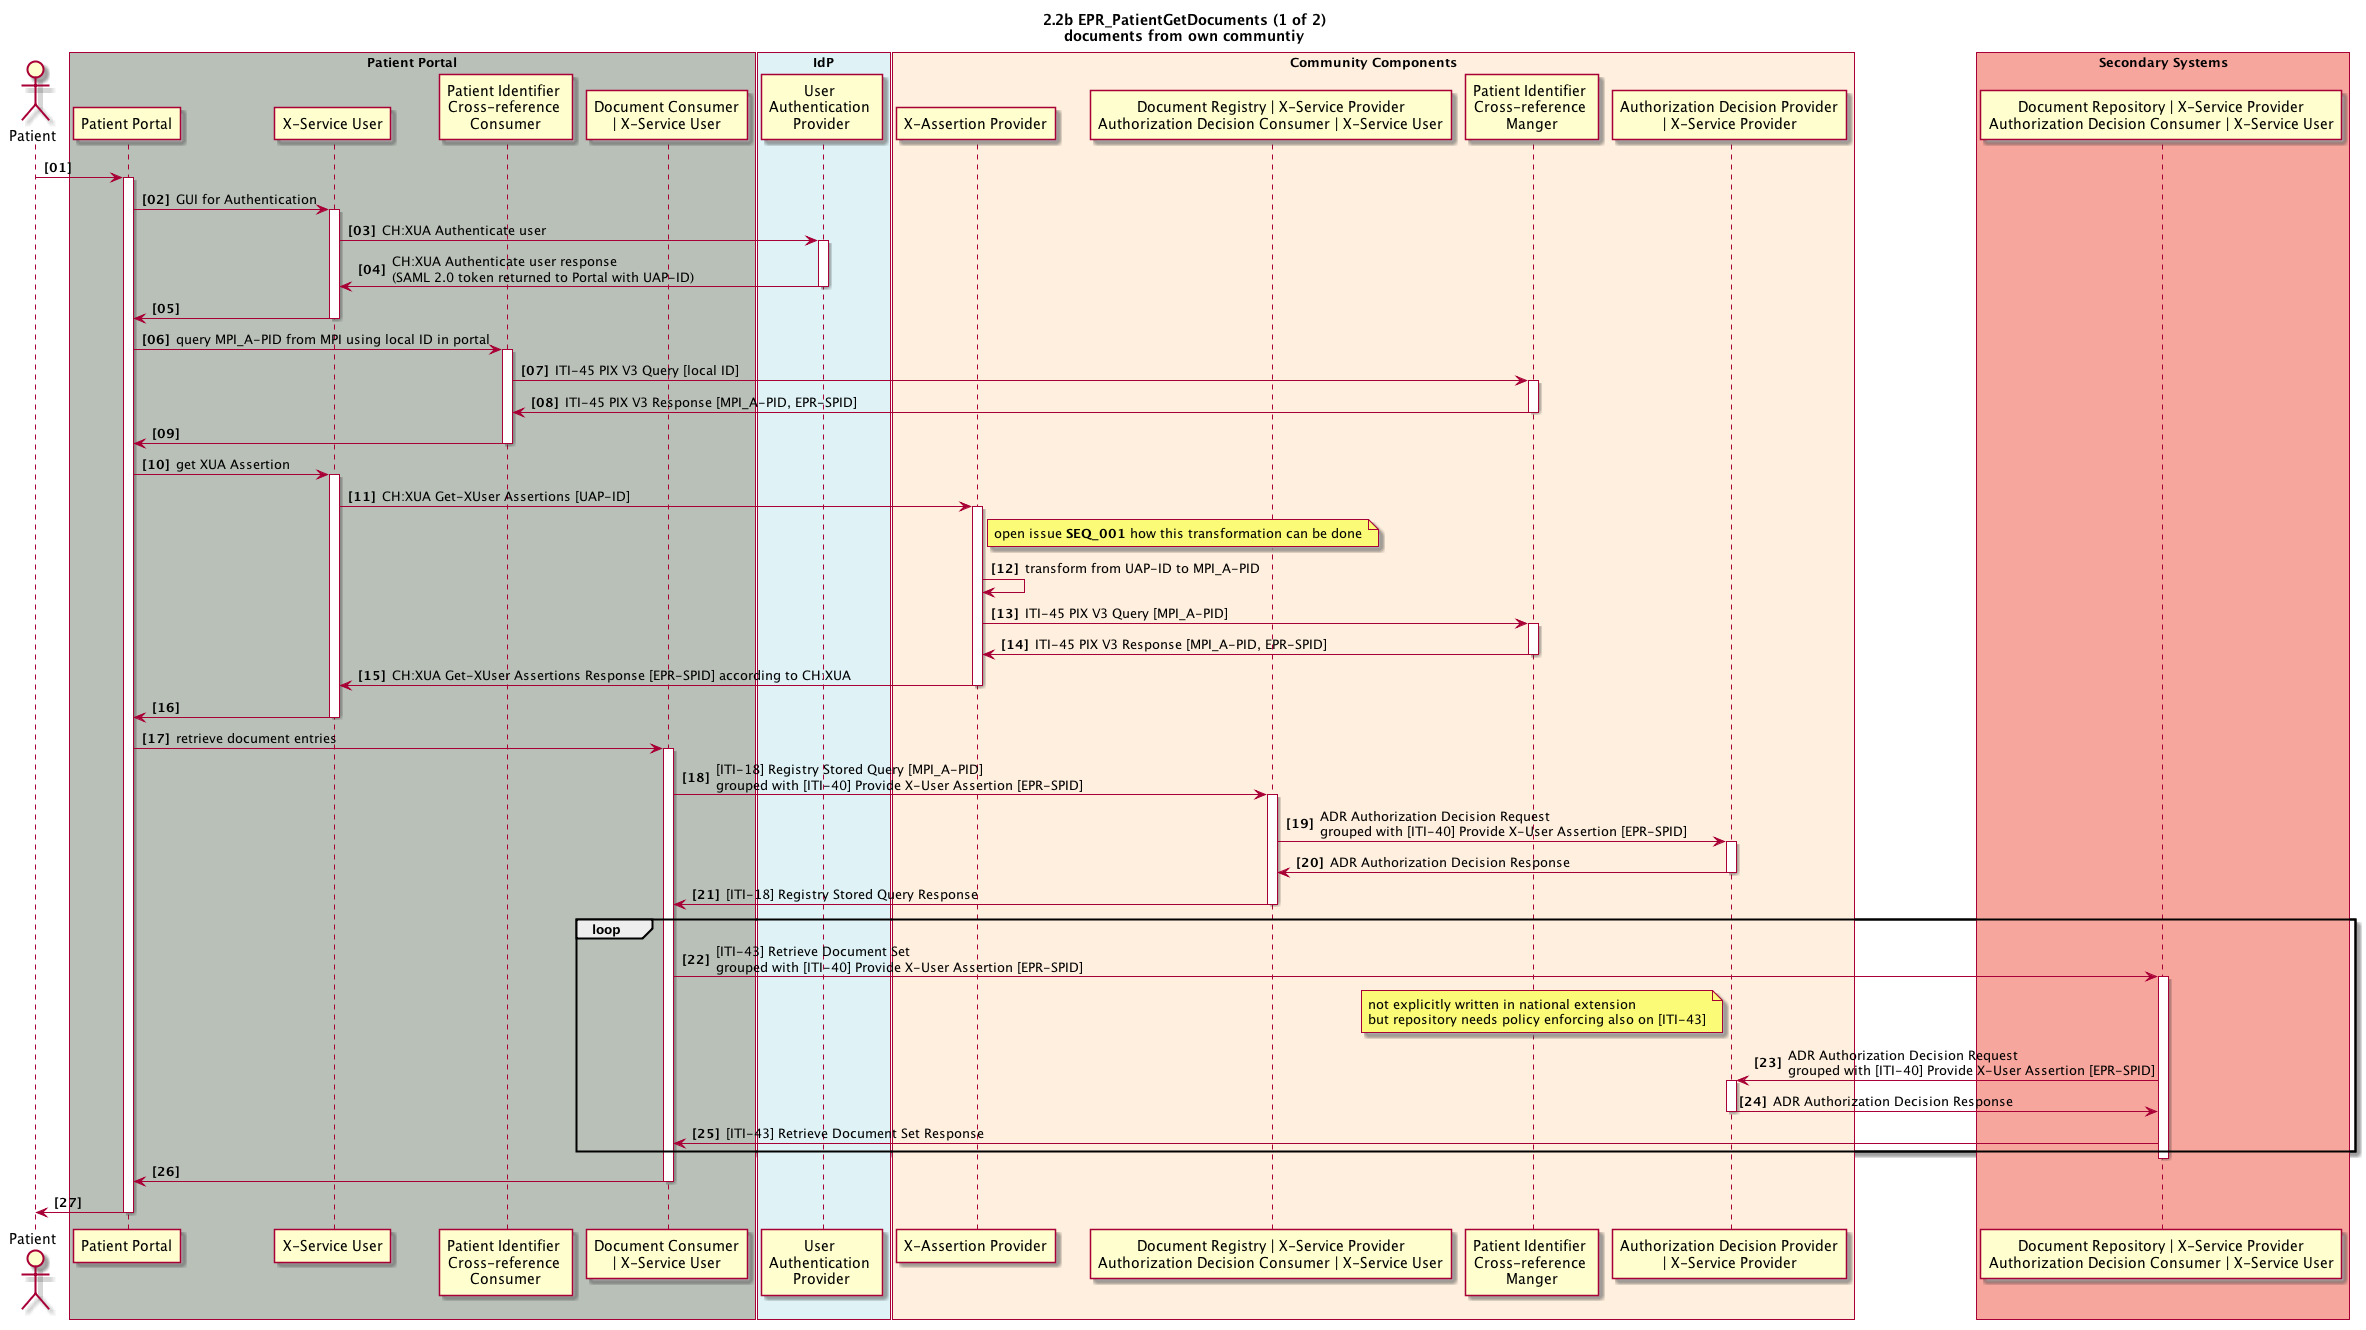 2.2b EPR_PatientGetDocuments (1 of 2)
documents from own communtiy
Patient Portal
IdP
Community Components
Secondary Systems
Patient
Patient Portal
X-Service User
Patient Identifier
Cross-reference
Consumer
Document Consumer
| X-Service User
User
Authentication
Provider
X-Assertion Provider
Document Registry | X-Service Provider
Authorization Decision Consumer | X-Service User
Patient Identifier
Cross-reference
Manger
Authorization Decision Provider
| X-Service Provider
Document Repository | X-Service Provider
Authorization Decision Consumer | X-Service User
[01]
[02] GUI for Authentication
[03] CH:XUA Authenticate user
[04] CH:XUA Authenticate user response
(SAML 2.0 token returned to Portal with UAP-ID)
[05]
[06] query MPI_A-PID from MPI using local ID in portal
[07] ITI-45 PIX V3 Query [local ID]
[08] ITI-45 PIX V3 Response [MPI_A-PID, EPR-SPID]
[09]
[10] get XUA Assertion
[11] CH:XUA Get-XUser Assertions [UAP-ID]
open issue SEQ_001 how this transformation can be done
[12] transform from UAP-ID to MPI_A-PID
[13] ITI-45 PIX V3 Query [MPI_A-PID]
[14] ITI-45 PIX V3 Response [MPI_A-PID, EPR-SPID]
[15] CH:XUA Get-XUser Assertions Response [EPR-SPID] according to CH:XUA
[16]
[17] retrieve document entries
[18] [ITI-18] Registry Stored Query [MPI_A-PID]
grouped with [ITI-40] Provide X-User Assertion [EPR-SPID]
[19] ADR Authorization Decision Request
grouped with [ITI-40] Provide X-User Assertion [EPR-SPID]
[20] ADR Authorization Decision Response
[21] [ITI-18] Registry Stored Query Response
loop
[22] [ITI-43] Retrieve Document Set
grouped with [ITI-40] Provide X-User Assertion [EPR-SPID]
not explicitly written in national extension
but repository needs policy enforcing also on [ITI-43]
[23] ADR Authorization Decision Request
grouped with [ITI-40] Provide X-User Assertion [EPR-SPID]
[24] ADR Authorization Decision Response
[25] [ITI-43] Retrieve Document Set Response
[26]
[27]
Patient
Patient Portal
X-Service User
Patient Identifier
Cross-reference
Consumer
Document Consumer
| X-Service User
User
Authentication
Provider
X-Assertion Provider
Document Registry | X-Service Provider
Authorization Decision Consumer | X-Service User
Patient Identifier
Cross-reference
Manger
Authorization Decision Provider
| X-Service Provider
Document Repository | X-Service Provider
Authorization Decision Consumer | X-Service User